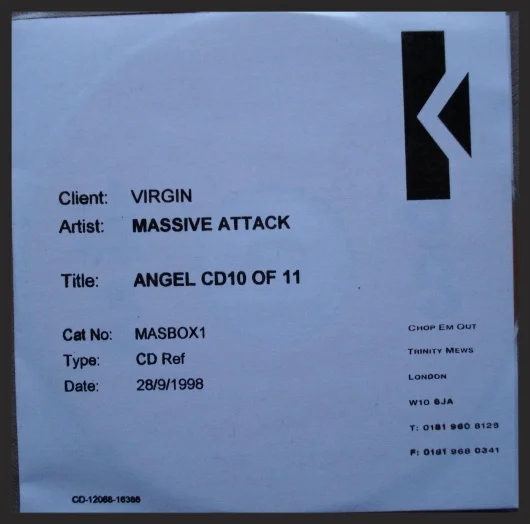 Client: VIRGIN
Artist: MASSIVE ATTACK
Title: ANGEL CD10 OF 11
Cat No: MASBOX1
Type: CD Ref
Date: 28/9/1998
CHOP EM OUT
TRINITY MEWS
LONDON
W10 6JA
T: 0181 960 8128
F: 0181 968 0341
CD-12068-16366